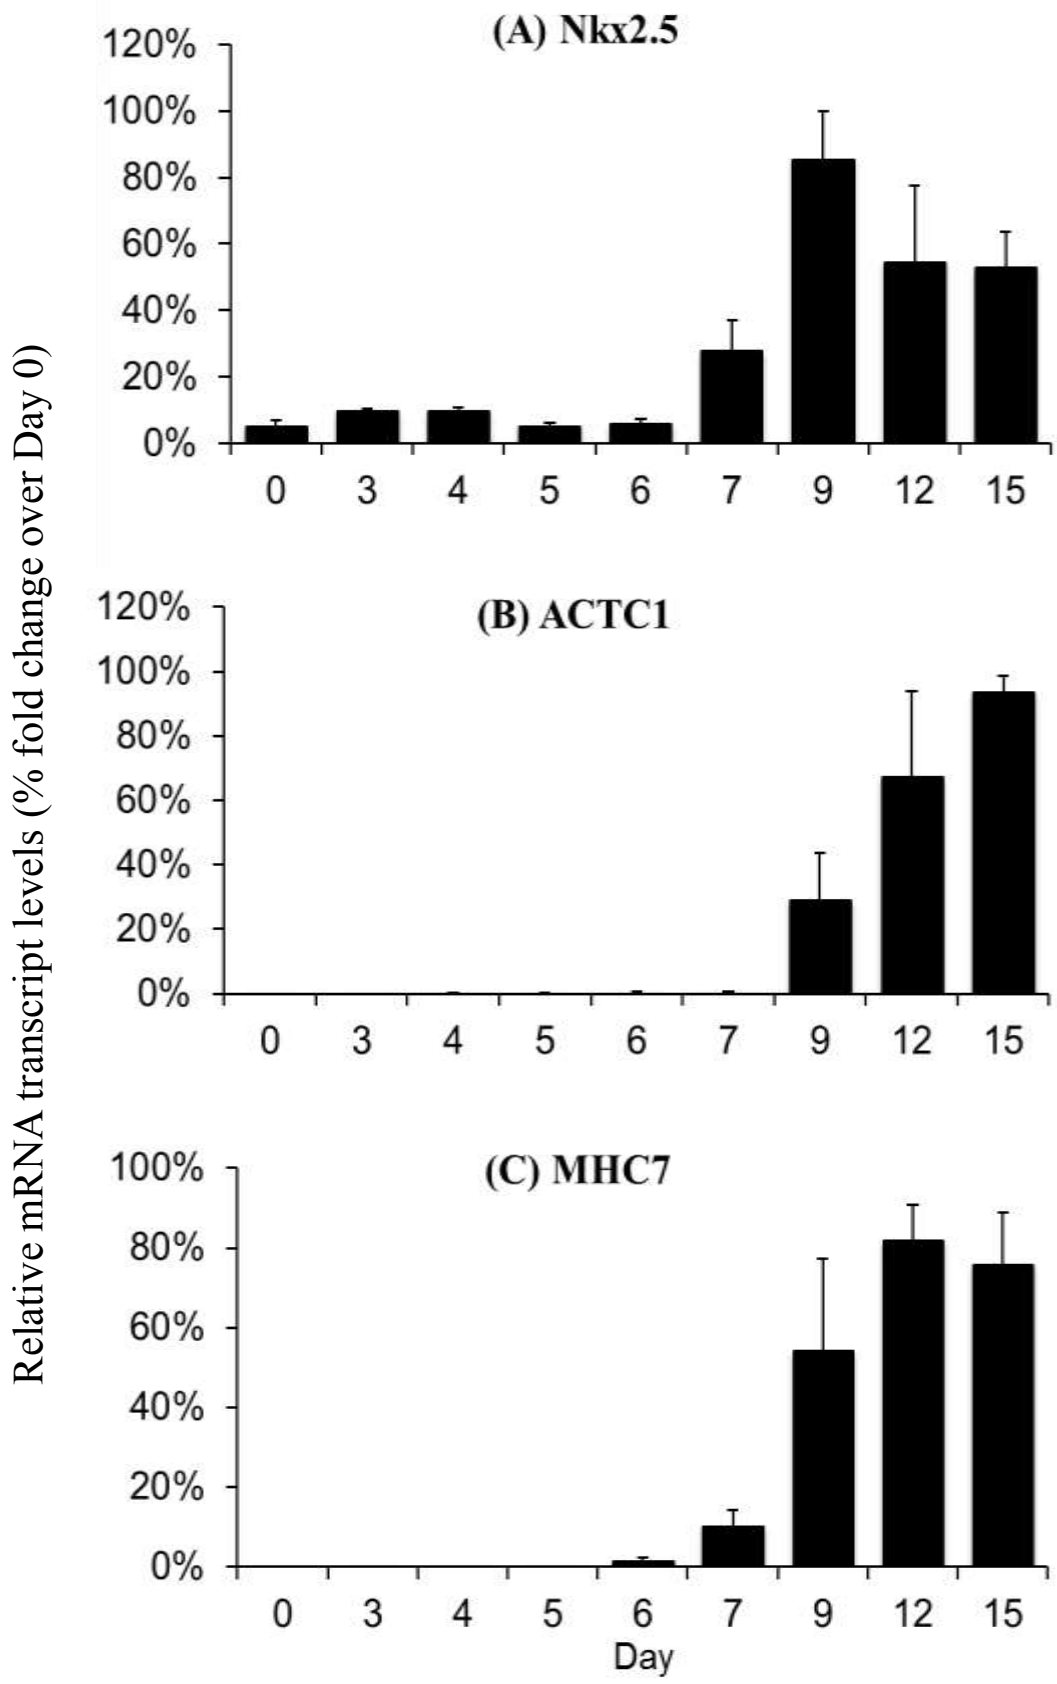 Relative mRNA transcript levels (% fold change over Day 0)
(A) Nkx2.5
120%
100%
80%
60%
40%
20%
0%
0 3 4 5 6 7 9 12 15
(B) ACTC1
120%
100%
80%
60%
40%
20%
0%
0 3 4 5 6 7 9 12 15
(C) MHC7
100%
80%
60%
40%
20%
0%
0 3 4 5 6 7 9 12 15
Day